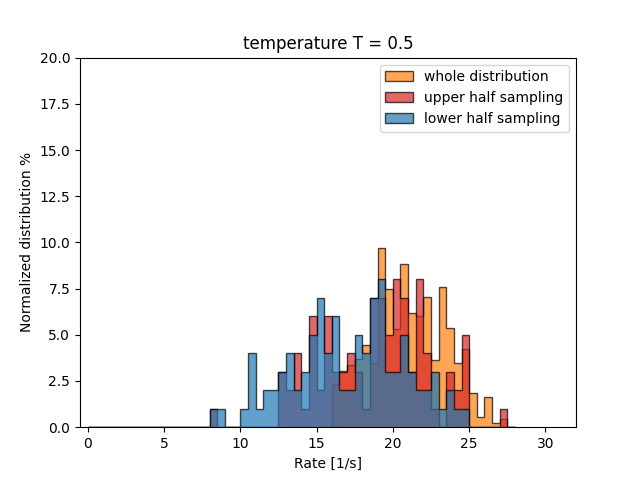 temperature T = 0.5
20.0
17.5
15.0
12.5
10.0
7.5
5.0
2.5
0.0
Normalized distribution %
whole distribution
upper half sampling
lower half sampling
0 5 10 15 20 25 30
Rate [1/s]